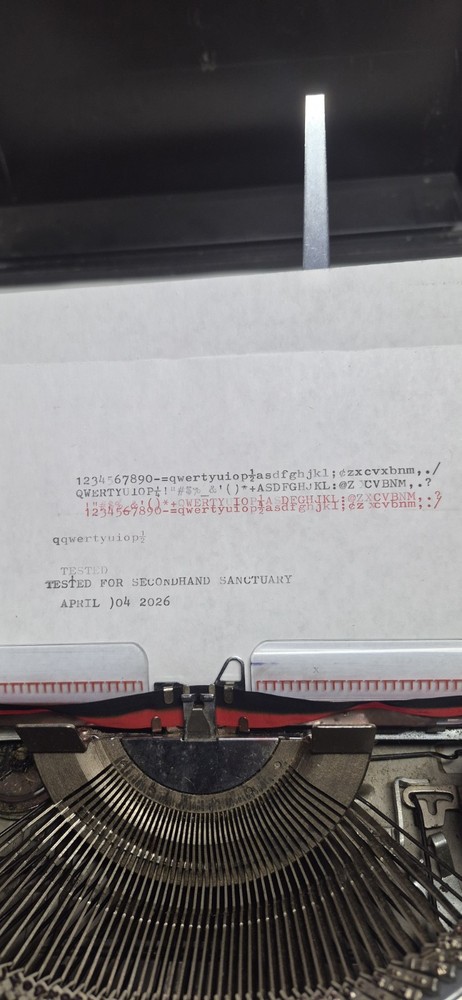 1234567890-=qwertyuiop½asdfghjkl;¢zxcvxbnm,./
QWERTYUIOP¼!"#$%_&'()*+ASDFGHJKL:@ZXCVBNM,.?
!"#$%_&'()*+QWERTYUIOP¼ASDFGHJKL:@ZXCVBNM,.?
1234567890-=qwertyuiop½asdfghjkl;¢zxcvbnm,./
qqwertyuiop½
TESTED
TESTED FOR SECONDHAND SANCTUARY
APRIL )04 2026